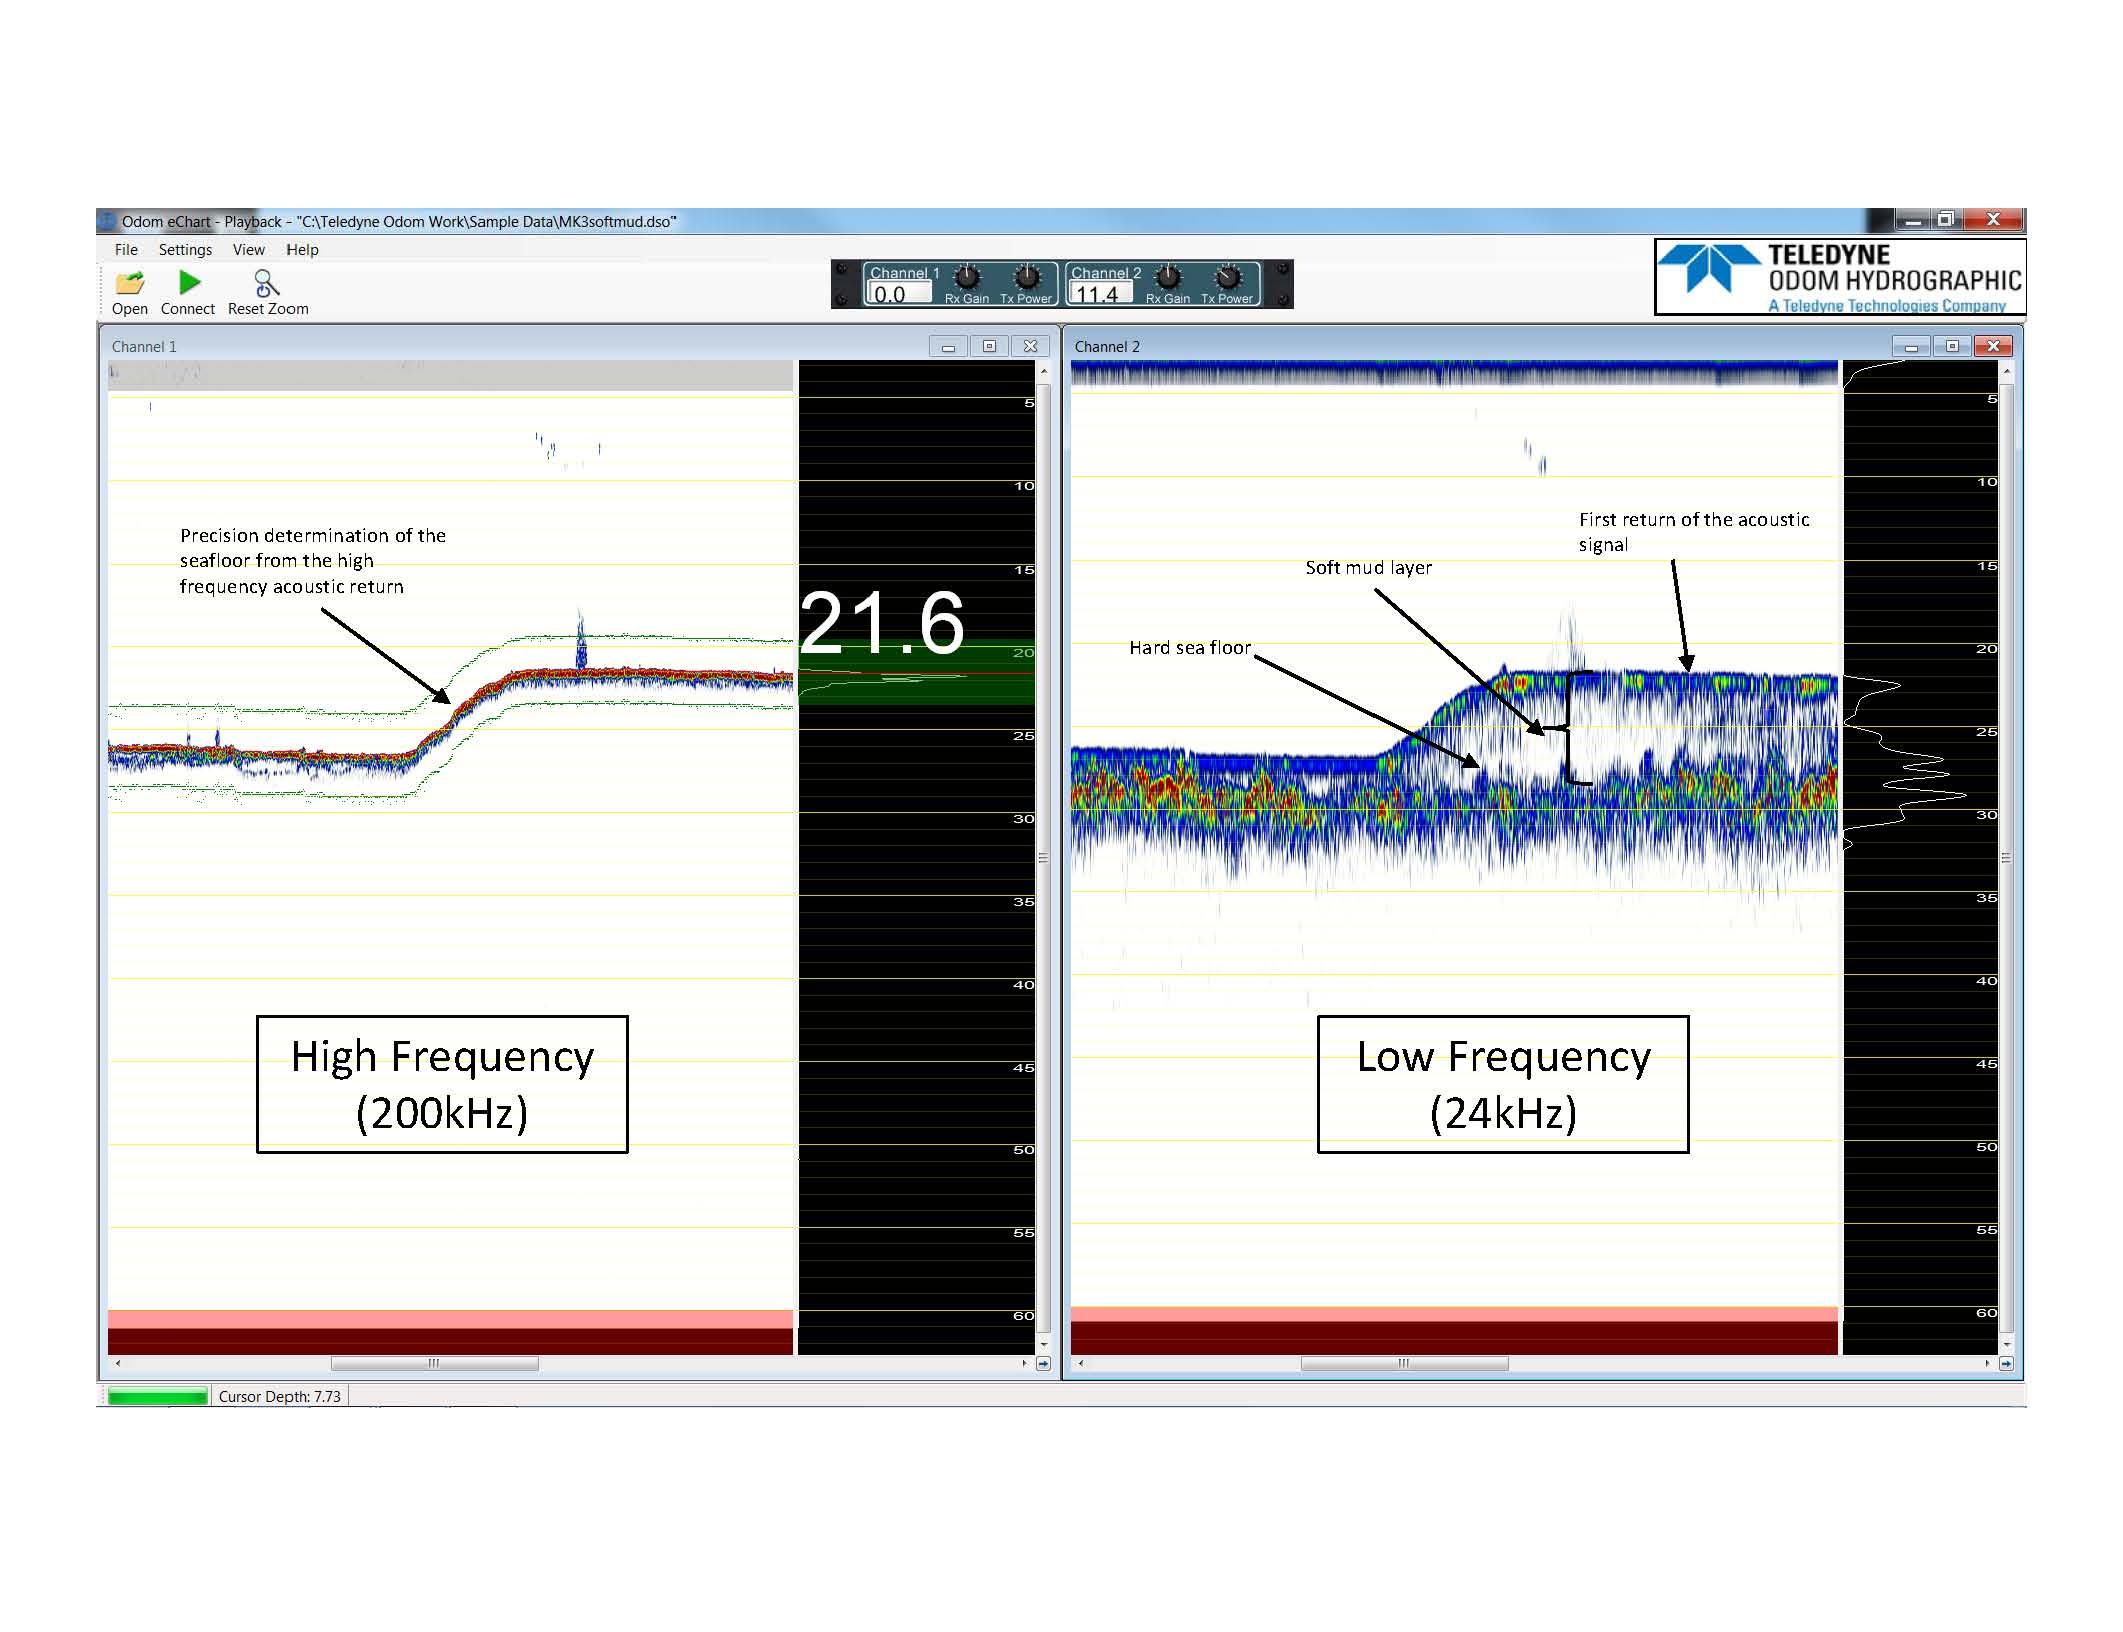 Odom eChart - Playback - "C:\Teledyne Odom Work\Sample Data\MK3softmud.dso"
File Settings View Help
Open Connect Reset Zoom
Channel 1
0.0
Rx Gain Tx Power
Channel 2
11.4
Rx Gain Tx Power
TELEDYNE
ODOM HYDROGRAPHIC
A Teledyne Technologies Company
Channel 1
Precision determination of the
seafloor from the high
frequency acoustic return
21.6
5
10
15
20
25
30
35
40
45
50
55
60
High Frequency
(200kHz)
Channel 2
First return of the acoustic
signal
Soft mud layer
Hard sea floor
5
10
15
20
25
30
35
40
45
50
55
60
Low Frequency
(24kHz)
Cursor Depth: 7.73